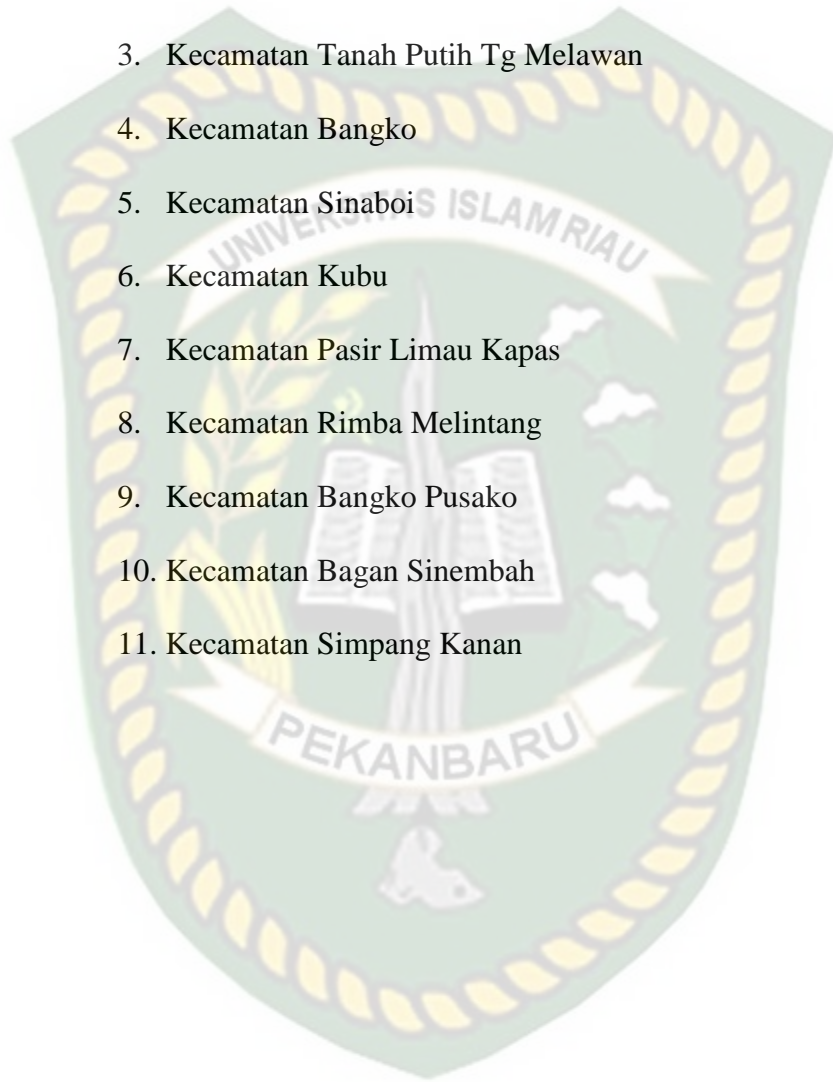 3. Kecamatan Tanah Putih Tg Melawan
4. Kecamatan Bangko
UNIVERSITAS ISLAM RIAU
5. Kecamatan Sinaboi
6. Kecamatan Kubu
7. Kecamatan Pasir Limau Kapas
8. Kecamatan Rimba Melintang
9. Kecamatan Bangko Pusako
10. Kecamatan Bagan Sinembah
11. Kecamatan Simpang Kanan
PEKANBARU